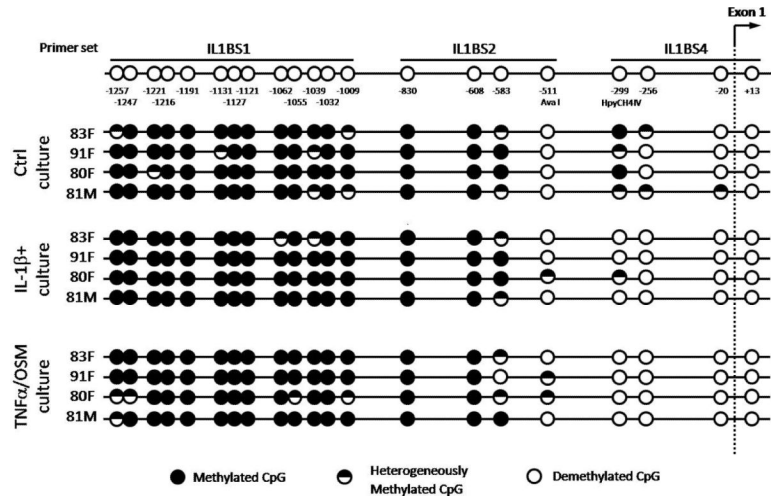 Exon 1
Primer set IL1BS1 IL1BS2 IL1BS4
-1257 -1221 -1191 -1131 -1121 -1062 -1039 -1009 -830 -608 -583 -511 -299 -256 -20 +13
-1247 -1216 -1127 -1055 -1032 Ava I HpyCH4IV
Ctrl culture
83F
91F
80F
81M
IL-1β+ culture
83F
91F
80F
81M
TNFα/OSM culture
83F
91F
80F
81M
Methylated CpG
Heterogeneously
Methylated CpG
Demethylated CpG